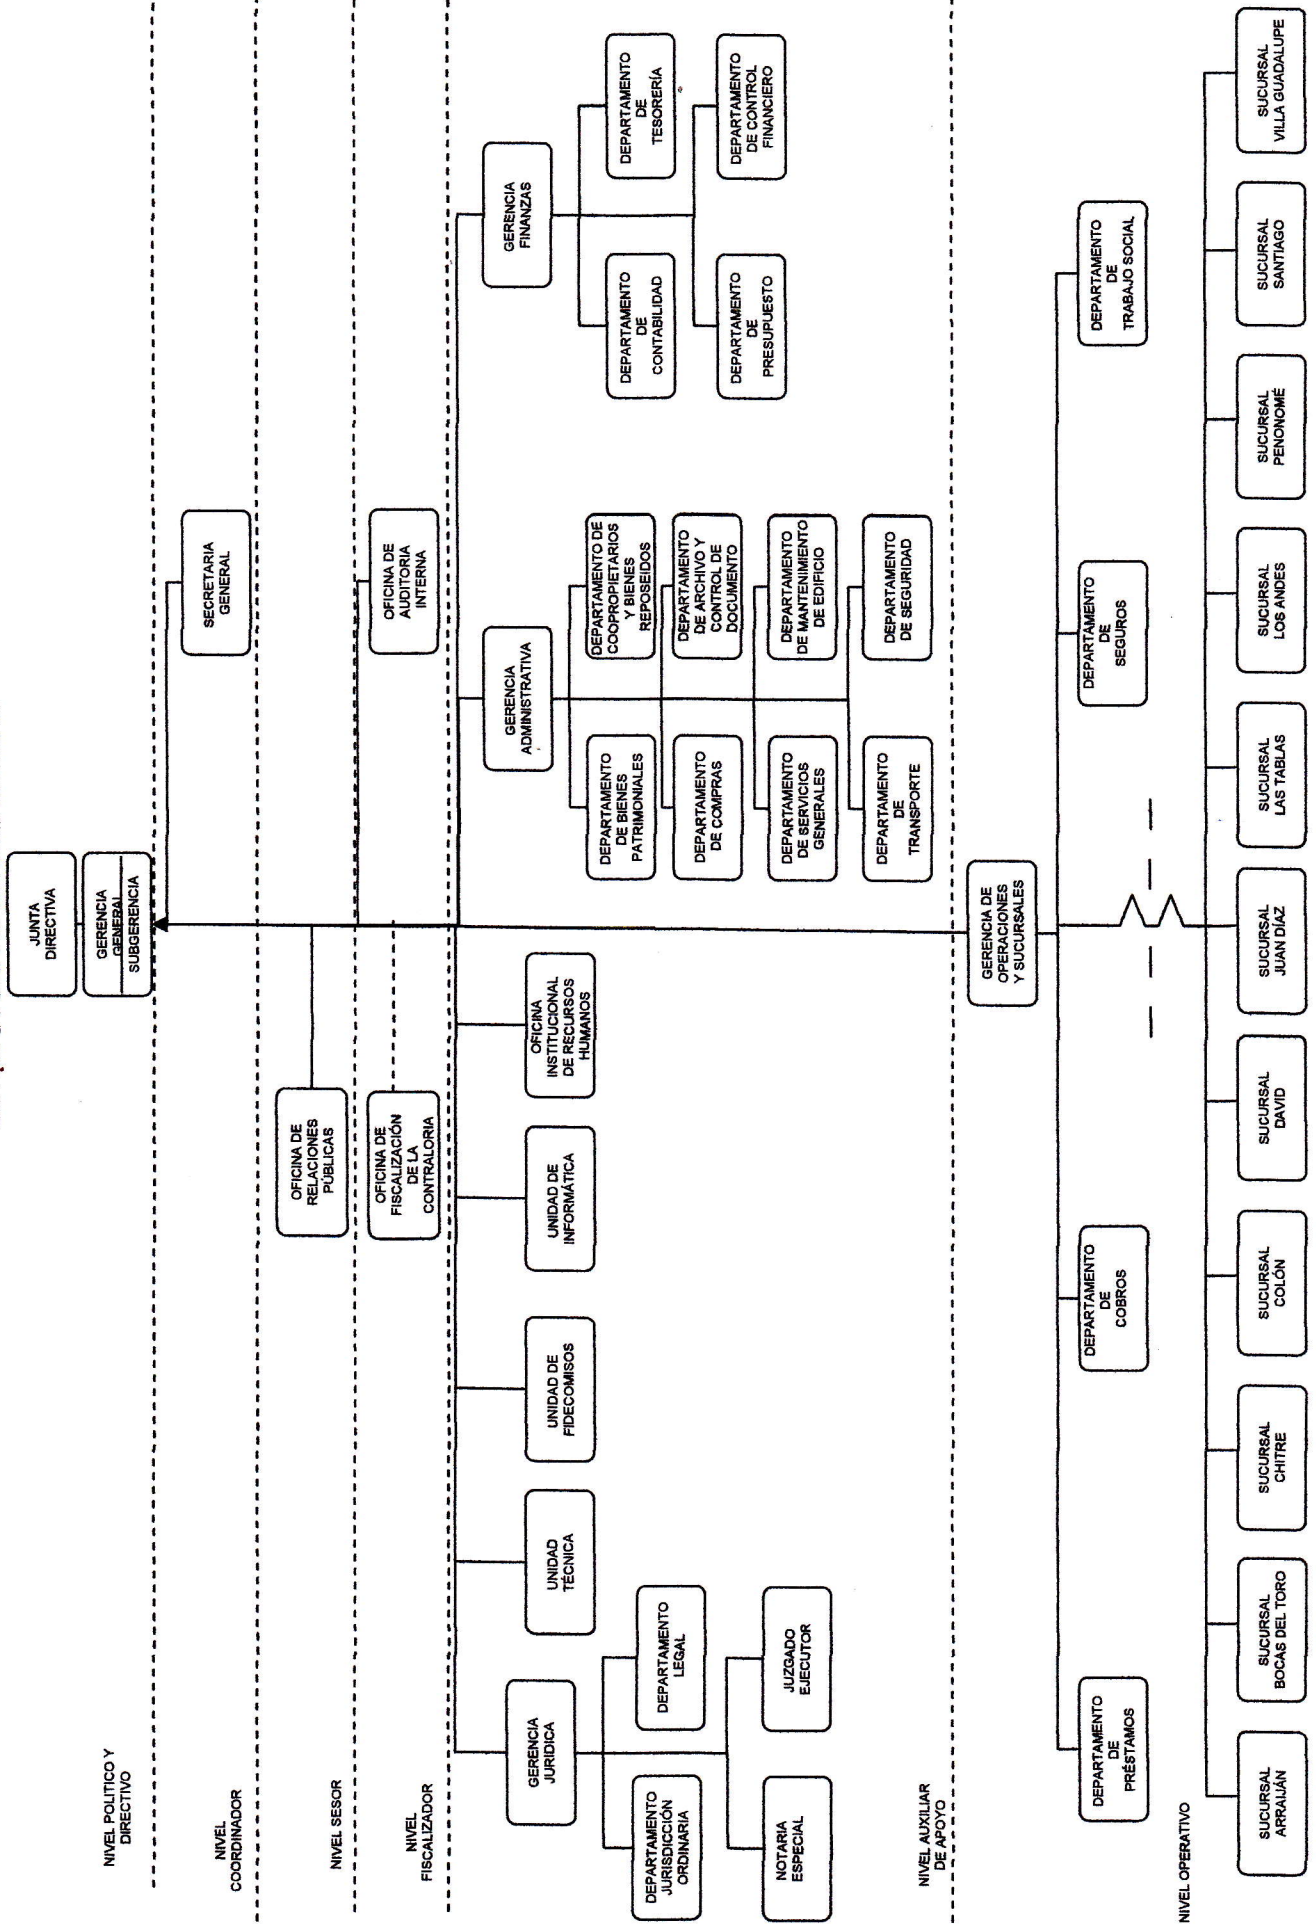 JUNTA
DIRECTIVA
GERENCIA
GENERAL
SUBGERENCIA
NIVEL POLITICO Y
DIRECTIVO
SECRETARIA
GENERAL
NIVEL
COORDINADOR
OFICINA DE
RELACIONES
PÚBLICAS
NIVEL SESOR
OFICINA DE
FISCALIZACIÓN
DE LA
CONTRALORIA
OFICINA DE
AUDITORIA
INTERNA
NIVEL
FISCALIZADOR
GERENCIA
JURIDICA
DEPARTAMENTO
JURISDICCIÓN
ORDINARIA
DEPARTAMENTO
LEGAL
NOTARIA
ESPECIAL
JUZGADO
EJECUTOR
UNIDAD
TÉCNICA
UNIDAD DE
FIDECOMISOS
UNIDAD DE
INFORMÁTICA
OFICINA
INSTITUCIONAL
DE RECURSOS
HUMANOS
GERENCIA
ADMINISTRATIVA
DEPARTAMENTO
DE BIENES
PATRIMONIALES
DEPARTAMENTO DE
COOPROPIETARIOS
Y BIENES
REPOSEIDOS
DEPARTAMENTO
DE COMPRAS
DEPARTAMENTO
DE ARCHIVO Y
CONTROL DE
DOCUMENTO
DEPARTAMENTO
DE SERVICIOS
GENERALES
DEPARTAMENTO
DE MANTENIMIENTO
DE EDIFICIO
DEPARTAMENTO
DE
TRANSPORTE
DEPARTAMENTO
DE SEGURIDAD
GERENCIA
FINANZAS
DEPARTAMENTO
DE
CONTABILIDAD
DEPARTAMENTO
DE
TESORERÍA
DEPARTAMENTO
DE
PRESUPUESTO
DEPARTAMENTO
DE CONTROL
FINANCIERO
NIVEL AUXILIAR
DE APOYO
GERENCIA DE
OPERACIONES
Y SUCURSALES
DEPARTAMENTO
DE
PRÉSTAMOS
DEPARTAMENTO
DE
COBROS
DEPARTAMENTO
DE
SEGUROS
DEPARTAMENTO
DE
TRABAJO SOCIAL
NIVEL OPERATIVO
SUCURSAL
ARRAIJÁN
SUCURSAL
BOCAS DEL TORO
SUCURSAL
CHITRE
SUCURSAL
COLÓN
SUCURSAL
DAVID
SUCURSAL
JUAN DÍAZ
SUCURSAL
LAS TABLAS
SUCURSAL
LOS ANDES
SUCURSAL
PENONOMÉ
SUCURSAL
SANTIAGO
SUCURSAL
VILLA GUADALUPE